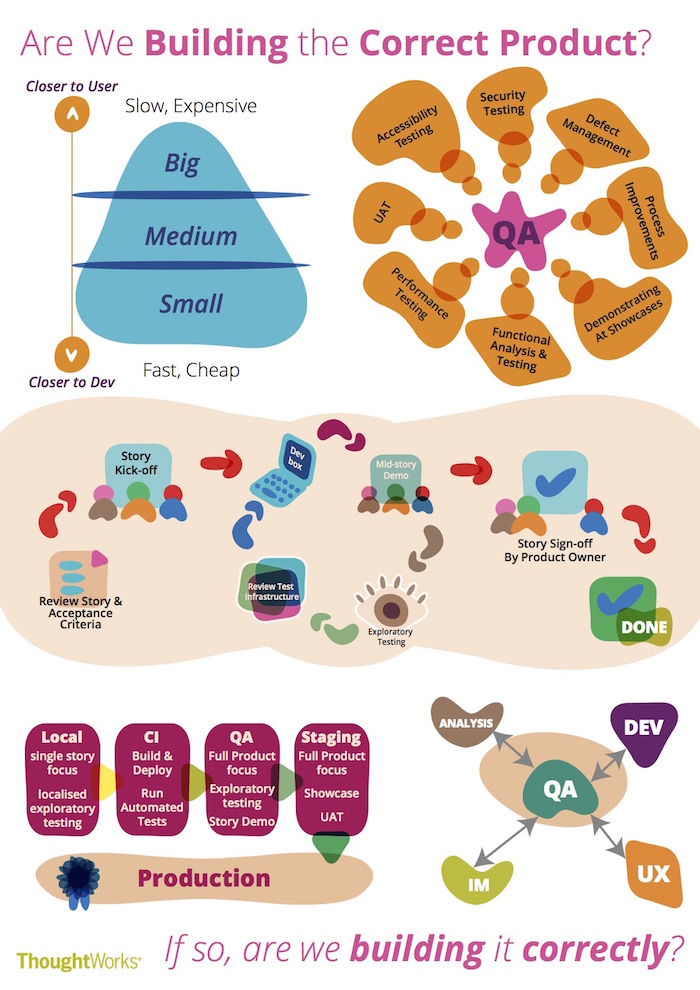 Are We Building the Correct Product?
Closer to User
Slow, Expensive
Big
Medium
Small
Fast, Cheap
Closer to Dev
Accessibility
Testing
Security
Testing
Defect
Management
Process
Improvements
Demonstrating
At Showcases
Functional
Analysis &
Testing
Performance
Testing
UAT
QA
Review Story &
Acceptance
Criteria
Story
Kick-off
Dev
box
Mid-story
Demo
Exploratory
Testing
Review Test
Infrastructure
Story Sign-off
By Product Owner
DONE
Local
single story
focus
localised
exploratory
testing
CI
Build &
Deploy
Run
Automated
Tests
QA
Full Product
focus
Exploratory
testing
Story Demo
Staging
Full Product
focus
Showcase
UAT
Production
ANALYSIS
DEV
QA
IM
UX
ThoughtWorks®
If so, are we building it correctly?